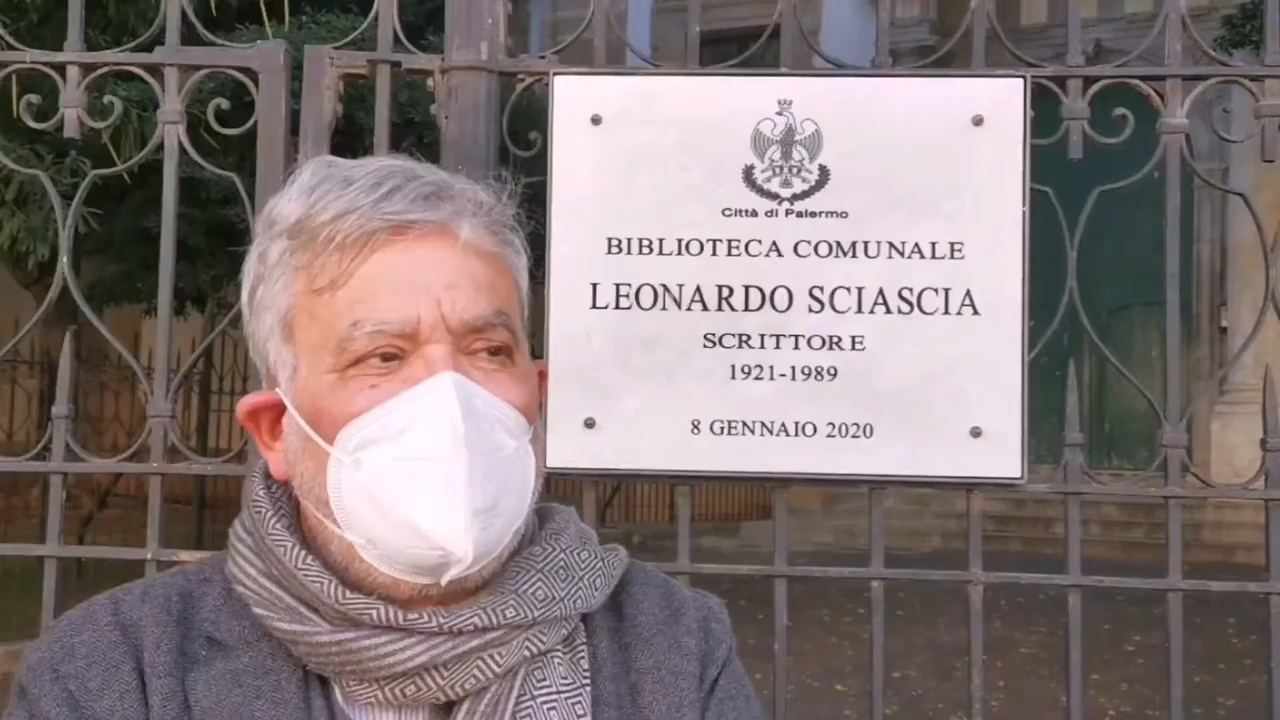 Città di Palermo
BIBLIOTECA COMUNALE
LEONARDO SCIASCIA
SCRITTORE
1921-1989
8 GENNAIO 2020